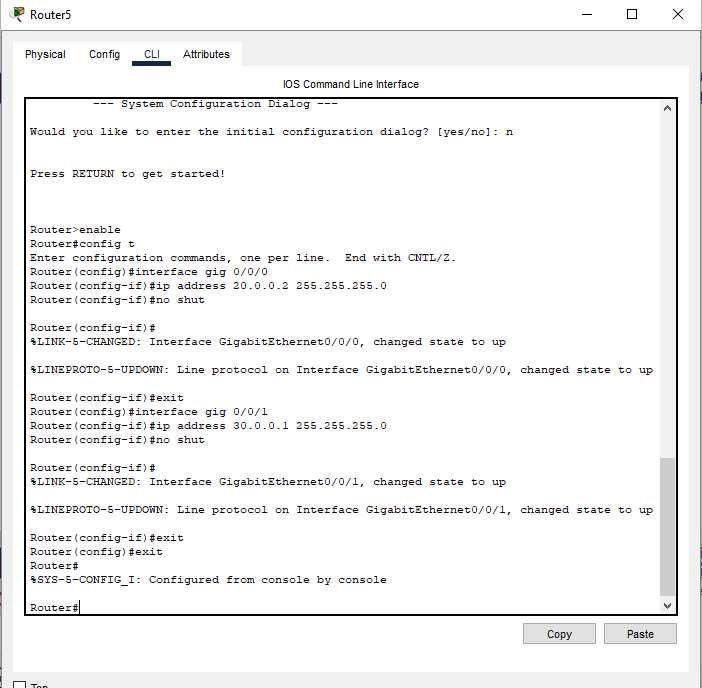 Router5
Physical Config CLI Attributes
IOS Command Line Interface
--- System Configuration Dialog ---
Would you like to enter the initial configuration dialog? [yes/no]: n
Press RETURN to get started!
Router>enable
Router#config t
Enter configuration commands, one per line.  End with CNTL/Z.
Router(config)#interface gig 0/0/0
Router(config-if)#ip address 20.0.0.2 255.255.255.0
Router(config-if)#no shut
Router(config-if)#
%LINK-5-CHANGED: Interface GigabitEthernet0/0/0, changed state to up
%LINEPROTO-5-UPDOWN: Line protocol on Interface GigabitEthernet0/0/0, changed state to up
Router(config-if)#exit
Router(config)#interface gig 0/0/1
Router(config-if)#ip address 30.0.0.1 255.255.255.0
Router(config-if)#no shut
Router(config-if)#
%LINK-5-CHANGED: Interface GigabitEthernet0/0/1, changed state to up
%LINEPROTO-5-UPDOWN: Line protocol on Interface GigabitEthernet0/0/1, changed state to up
Router(config-if)#exit
Router(config)#exit
Router#
%SYS-5-CONFIG_I: Configured from console by console
Router#
Copy Paste
Top